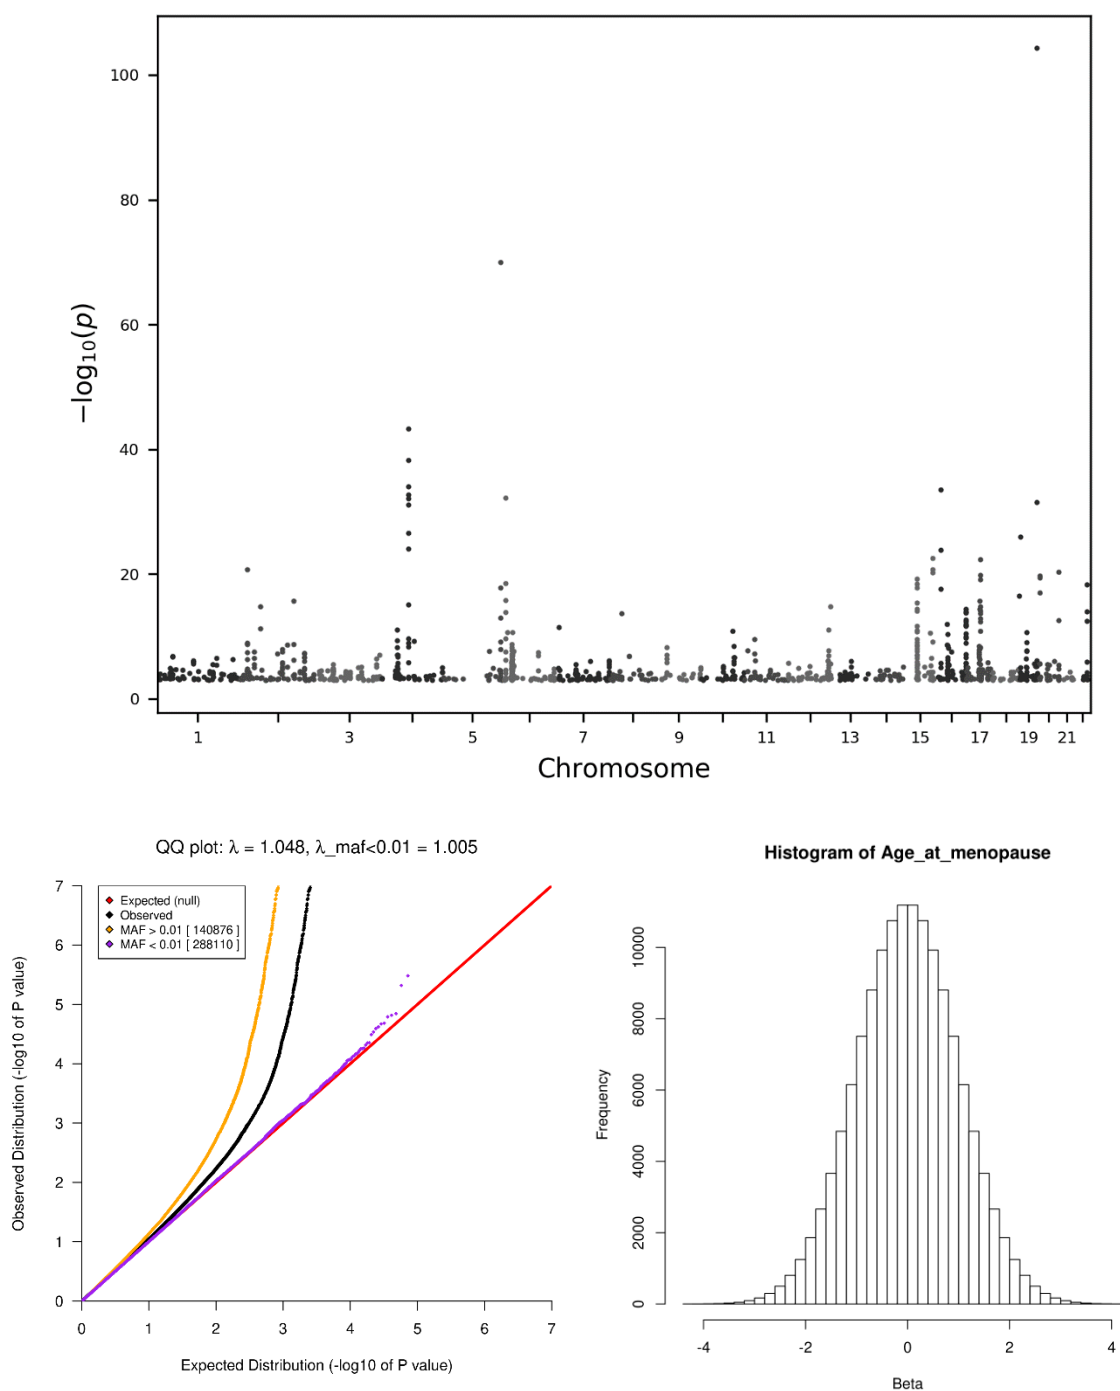 100
80
60
40
20
0
−log10(p)
1 3 5 7 9 11 13 15 17 19 21
Chromosome
QQ plot: λ = 1.048, λ_maf<0.01 = 1.005
7
6
5
4
3
2
1
0
Observed Distribution (-log10 of P value)
Expected (null)
Observed
MAF > 0.01 [ 140876 ]
MAF < 0.01 [ 288110 ]
0 1 2 3 4 5 6 7
Expected Distribution (-log10 of P value)
Histogram of Age_at_menopause
10000
8000
6000
4000
2000
0
Frequency
-4 -2 0 2 4
Beta